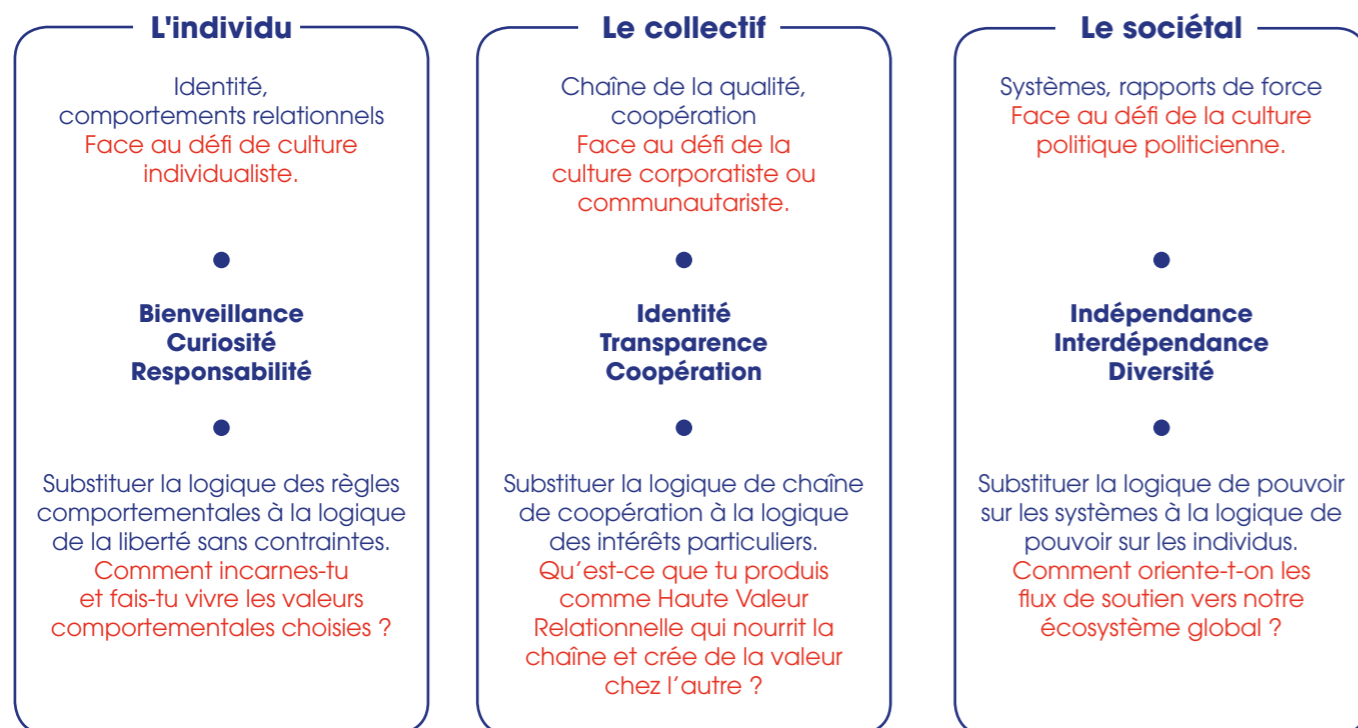 L'individu
Identité,
comportements relationnels
Face au défi de culture
individualiste.
Bienveillance
Curiosité
Responsabilité
Substituer la logique des règles
comportementales à la logique
de la liberté sans contraintes.
Comment incarnes-tu
et fais-tu vivre les valeurs
comportementales choisies ?
Le collectif
Chaîne de la qualité,
coopération
Face au défi de la
culture corporatiste ou
communautariste.
Identité
Transparence
Coopération
Substituer la logique de chaîne
de coopération à la logique
des intérêts particuliers.
Qu'est-ce que tu produis
comme Haute Valeur
Relationnelle qui nourrit la
chaîne et crée de la valeur
chez l'autre ?
Le sociétal
Systèmes, rapports de force
Face au défi de la culture
politique politicienne.
Indépendance
Interdépendance
Diversité
Substituer la logique de pouvoir
sur les systèmes à la logique de
pouvoir sur les individus.
Comment oriente-t-on les
flux de soutien vers notre
écosystème global ?